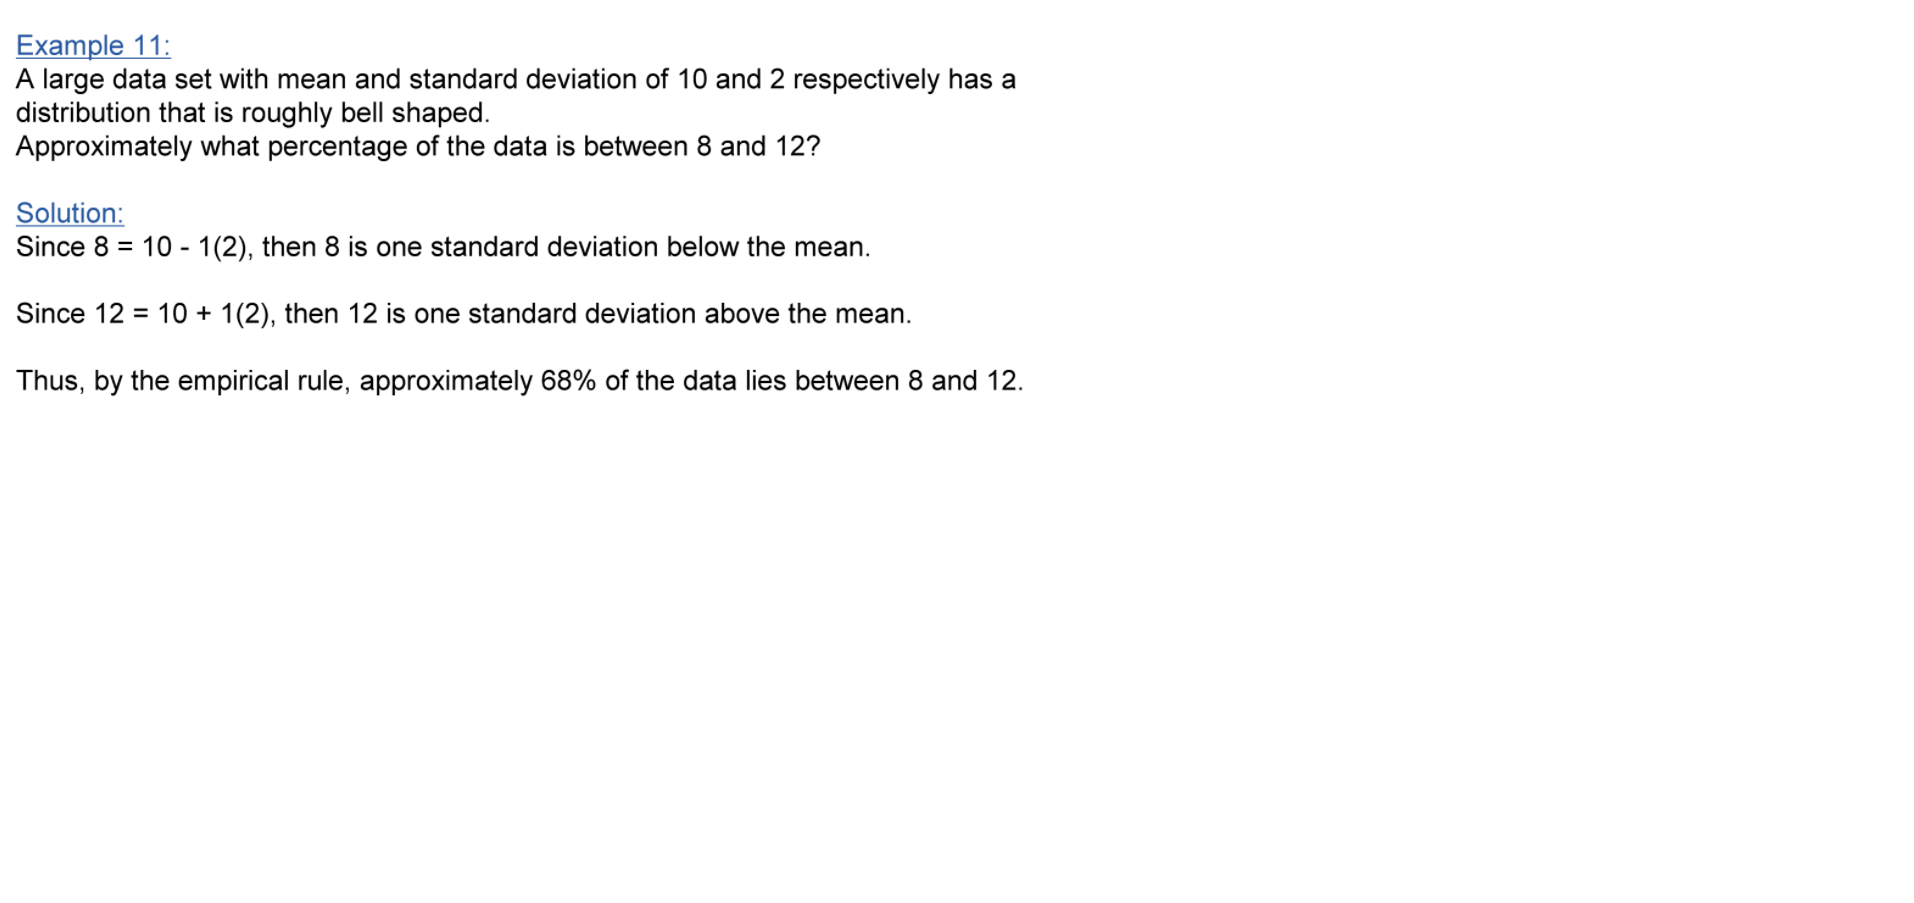 Example 11:
A large data set with mean and standard deviation of 10 and 2 respectively has a
distribution that is roughly bell shaped.
Approximately what percentage of the data is between 8 and 12?
Solution:
Since 8 = 10 - 1(2), then 8 is one standard deviation below the mean.
Since 12 = 10 + 1(2), then 12 is one standard deviation above the mean.
Thus, by the empirical rule, approximately 68% of the data lies between 8 and 12.